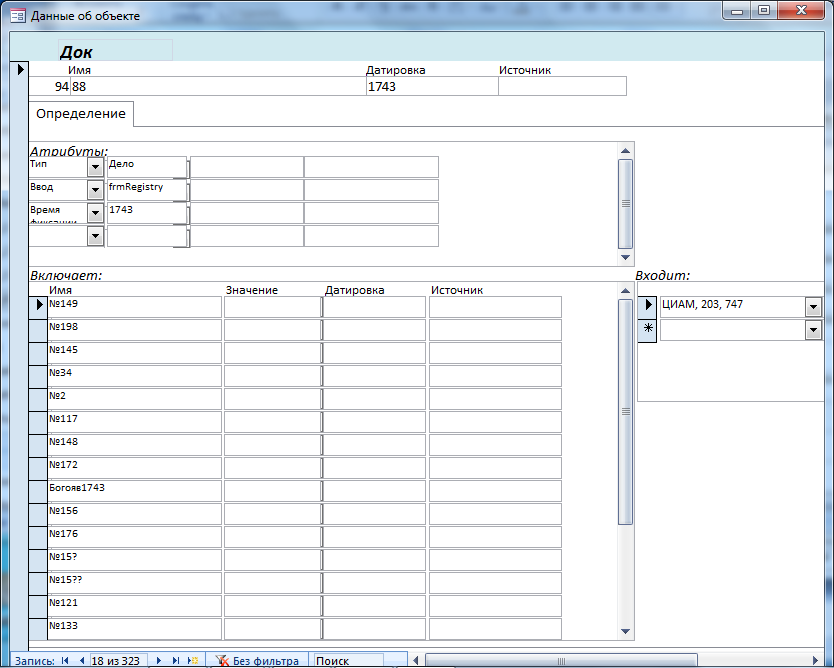 Данные об объекте
Док
Имя Датировка Источник
94 88 1743
Определение
Атрибуты:
Тип Дело
Ввод frmRegistry
Время фиксации 1743
Включает: Входит:
Имя Значение Датировка Источник
№149 ЦИАМ, 203, 747
№198
№145
№34
№2
№117
№148
№172
Богояв1743
№156
№176
№15?
№15??
№121
№133
Запись: 18 из 323 Без фильтра Поиск